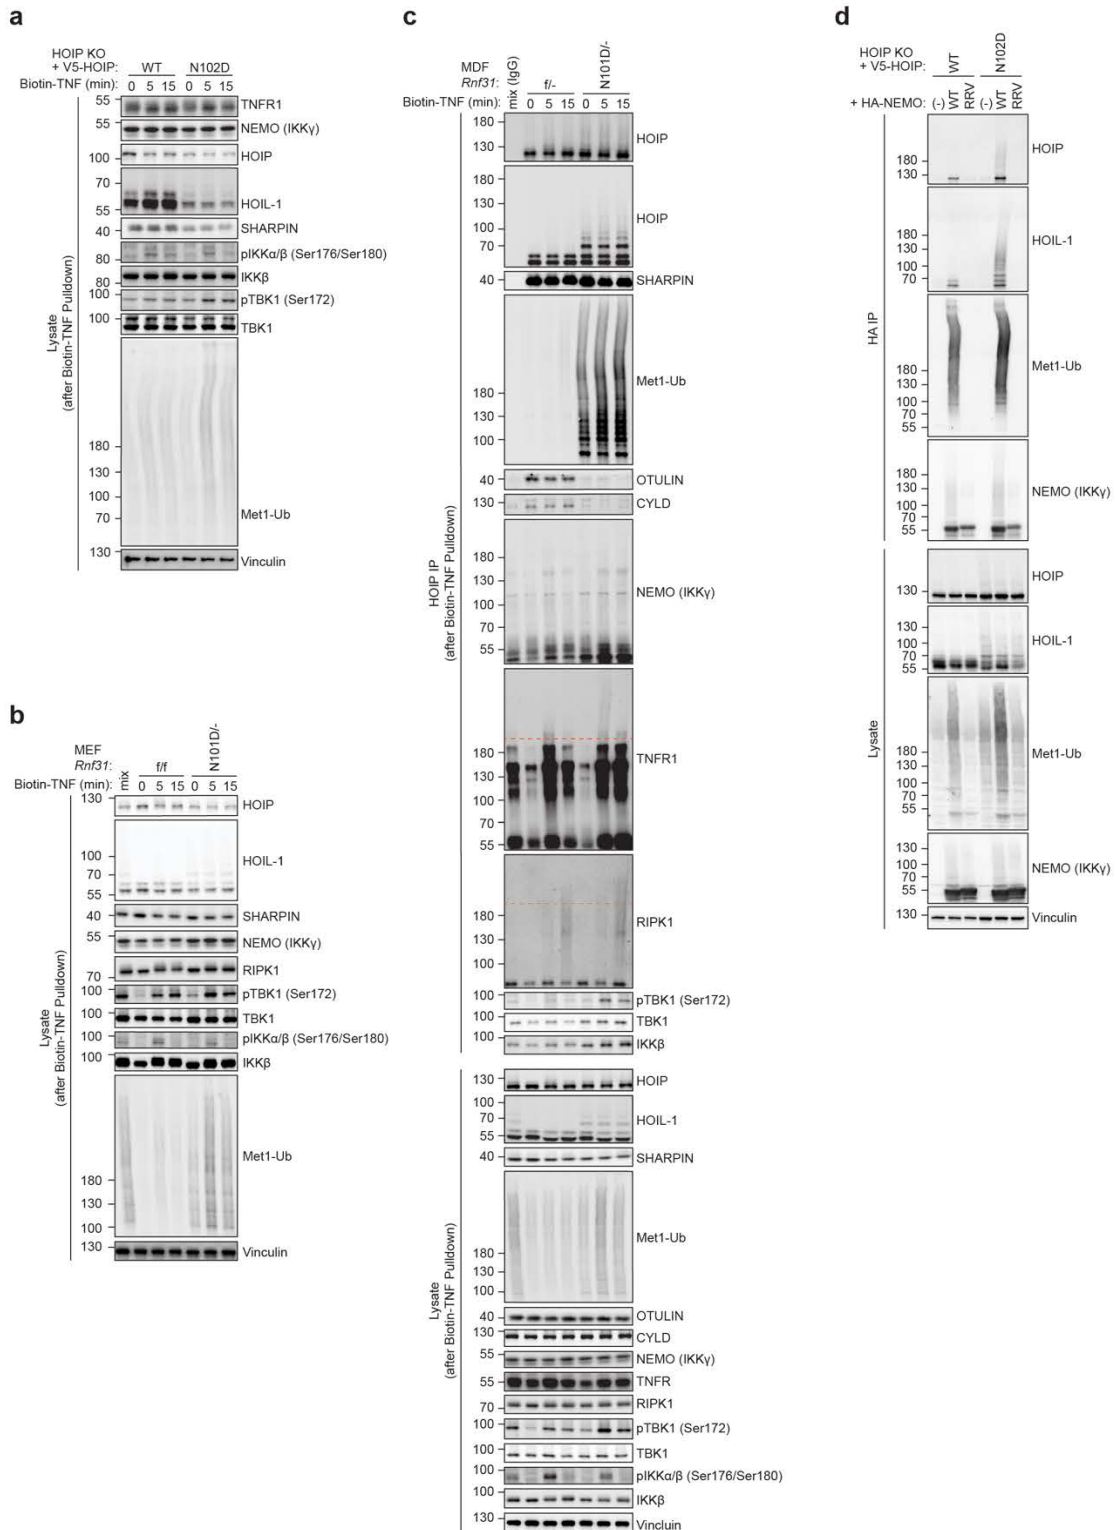 a
HOIP KO
+ V5-HOIP: WT N102D
Biotin-TNF (min): 0 5 15 0 5 15
55 TNFR1
55 NEMO (IKKγ)
100 HOIP
70
55 HOIL-1
40 SHARPIN
80 pIKKα/β (Ser176/Ser180)
80 IKKβ
100 pTBK1 (Ser172)
100 TBK1
180
130
100
70 Met1-Ub
130 Vinculin
Lysate
(after Biotin-TNF Pulldown)
b
MEF
Rnf31: mix f/f N101D/-
Biotin-TNF (min): 0 5 15 0 5 15
130 HOIP
100 HOIL-1
70
55
40 SHARPIN
55 NEMO (IKKγ)
70 RIPK1
100 pTBK1 (Ser172)
100 TBK1
100 pIKKα/β (Ser176/Ser180)
100 IKKβ
Met1-Ub
180
130
100
130 Vinculin
Lysate
(after Biotin-TNF Pulldown)
c
MDF
Rnf31: mix (IgG) f/- N101D/-
Biotin-TNF (min): 0 5 15 0 5 15
180
130 HOIP
180
130
100 HOIP
70
40 SHARPIN
Met1-Ub
180
130
100
40 OTULIN
130 CYLD
180
130
100 NEMO (IKKγ)
70
55
180 TNFR1
130
100
70
55
180 RIPK1
130
100
100 pTBK1 (Ser172)
100 TBK1
100 IKKβ
HOIP IP
(after Biotin-TNF Pulldown)
130 HOIP
100
70 HOIL-1
55
40 SHARPIN
Met1-Ub
180
130
100
40 OTULIN
130 CYLD
55 NEMO (IKKγ)
55 TNFR
70 RIPK1
100 pTBK1 (Ser172)
100 TBK1
100 pIKKα/β (Ser176/Ser180)
100 IKKβ
130 Vincluin
Lysate
(after Biotin-TNF Pulldown)
d
HOIP KO
+ V5-HOIP: WT N102D
+ HA-NEMO: (-) WT RRV (-) WT RRV
HOIP
180
130
HOIL-1
180
130
100
70
Met1-Ub
180
130
100
70
55
180 NEMO (IKKγ)
130
100
70
55
HA IP
HOIP
130
130 HOIL-1
100
70
55
Met1-Ub
180
130
100
70
55
130 NEMO (IKKγ)
100
70
55
40
130 Vinculin
Lysate